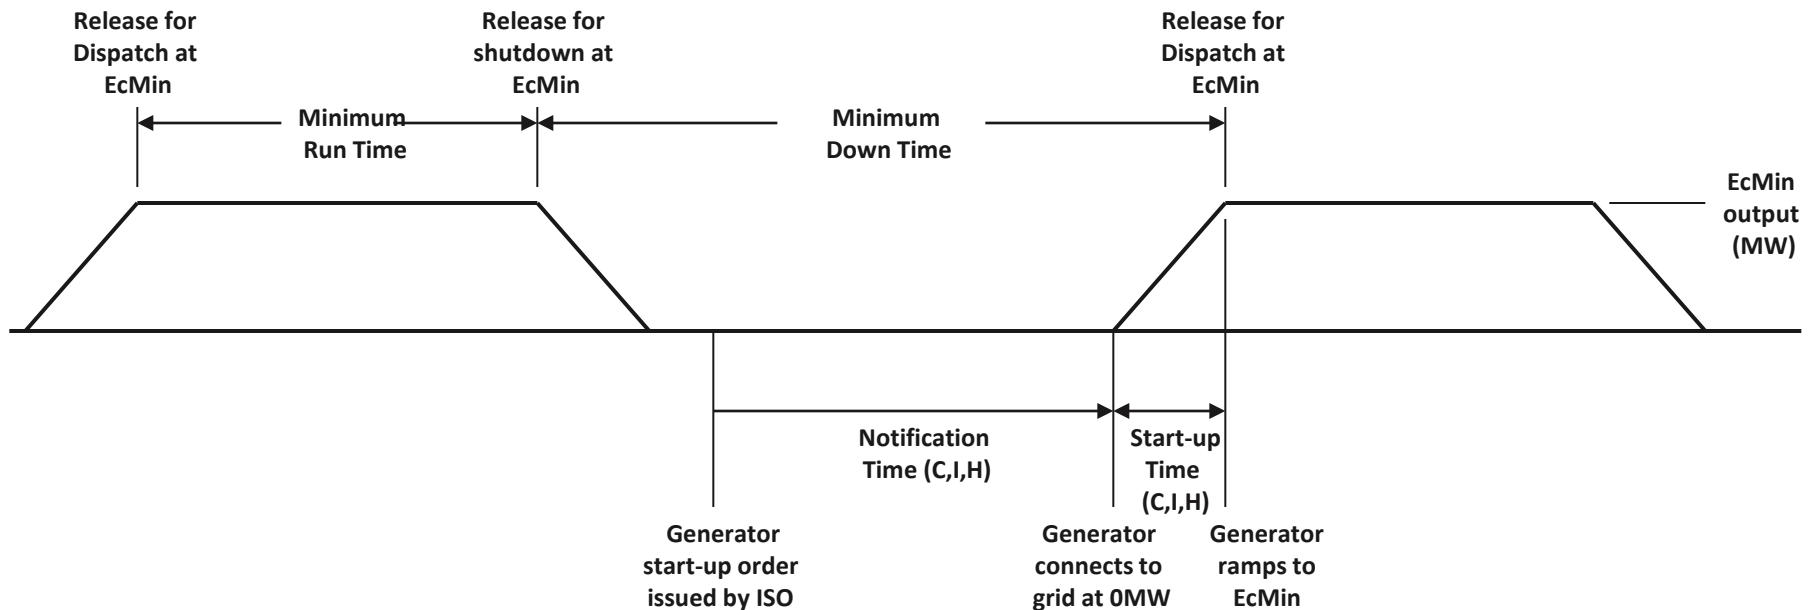 Release for
Dispatch at
EcMin
Release for
shutdown at
EcMin
Release for
Dispatch at
EcMin
Minimum
Run Time
Minimum
Down Time
EcMin
output
(MW)
Notification
Time (C,I,H)
Start-up
Time
(C,I,H)
Generator
start-up order
issued by ISO
Generator
connects to
grid at 0MW
Generator
ramps to
EcMin